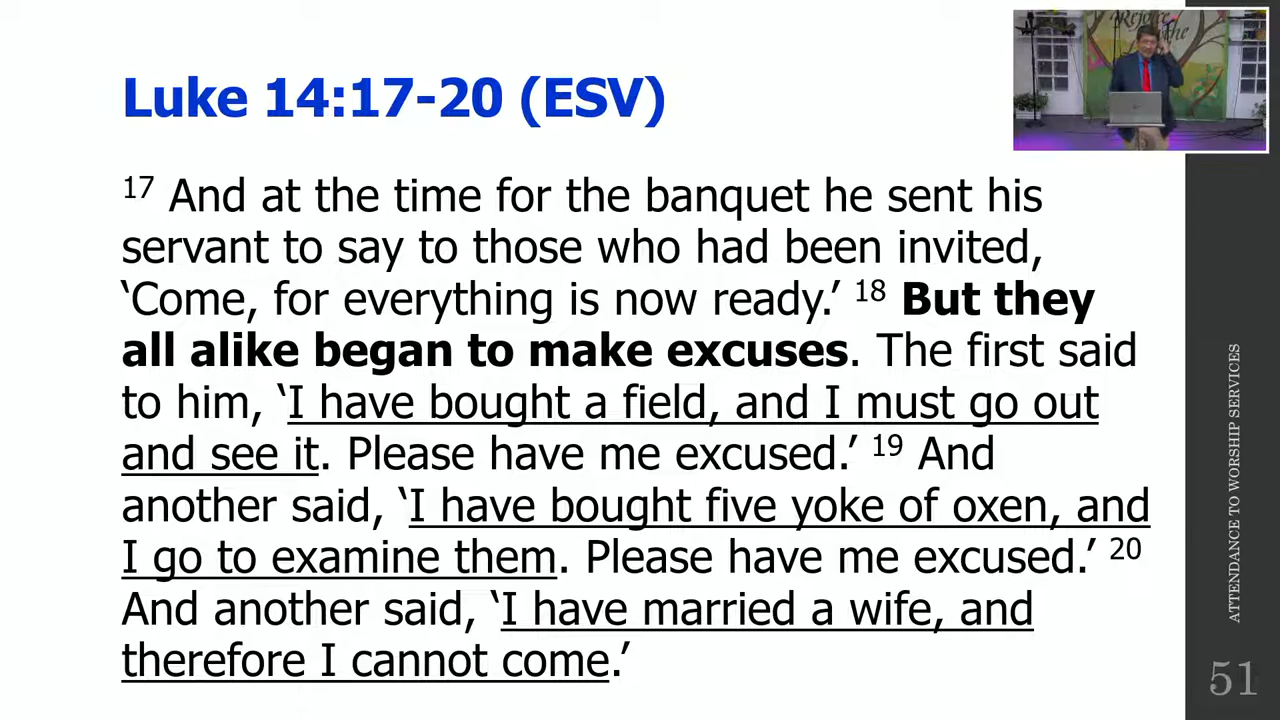 Luke 14:17-20 (ESV)
17 And at the time for the banquet he sent his
servant to say to those who had been invited,
‘Come, for everything is now ready.’ 18 But they
all alike began to make excuses. The first said
to him, ‘I have bought a field, and I must go out
and see it. Please have me excused.’ 19 And
another said, ‘I have bought five yoke of oxen, and
I go to examine them. Please have me excused.’ 20
And another said, ‘I have married a wife, and
therefore I cannot come.’
Rejoice
the
ATTENDANCE TO WORSHIP SERVICES
51